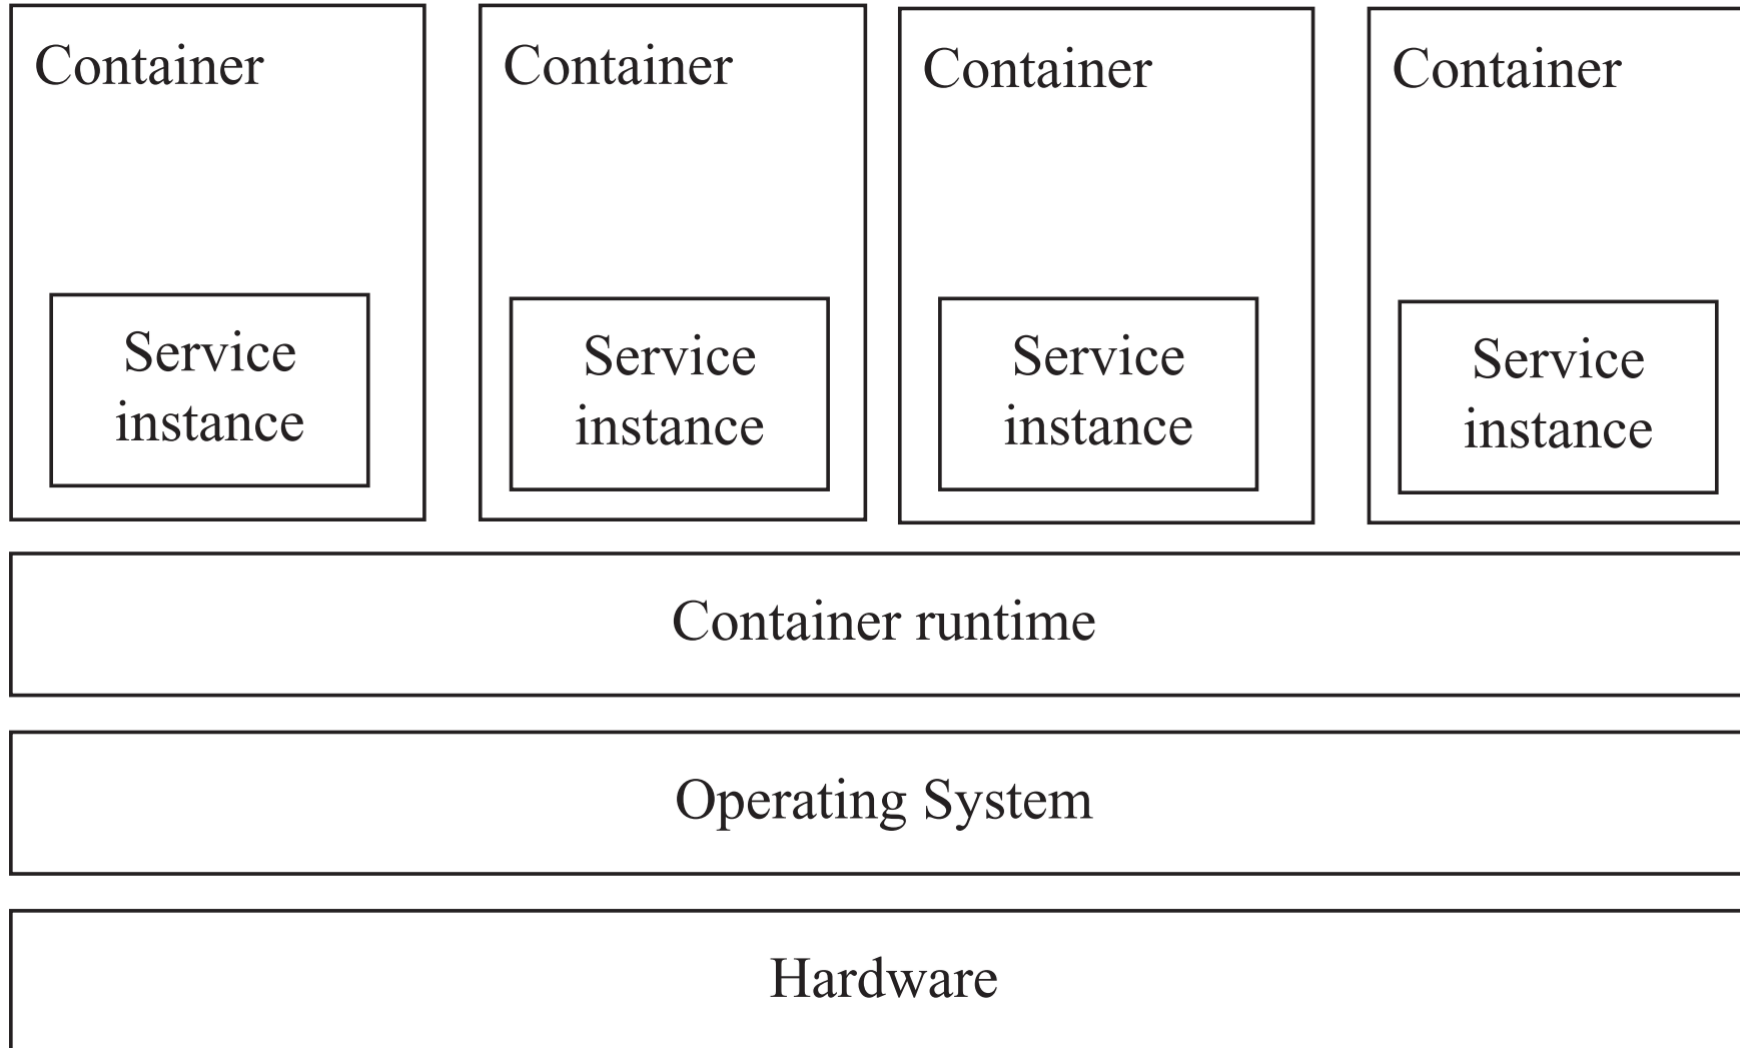 Container
Container
Container
Container
Service
instance
Service
instance
Service
instance
Service
instance
Container runtime
Operating System
Hardware